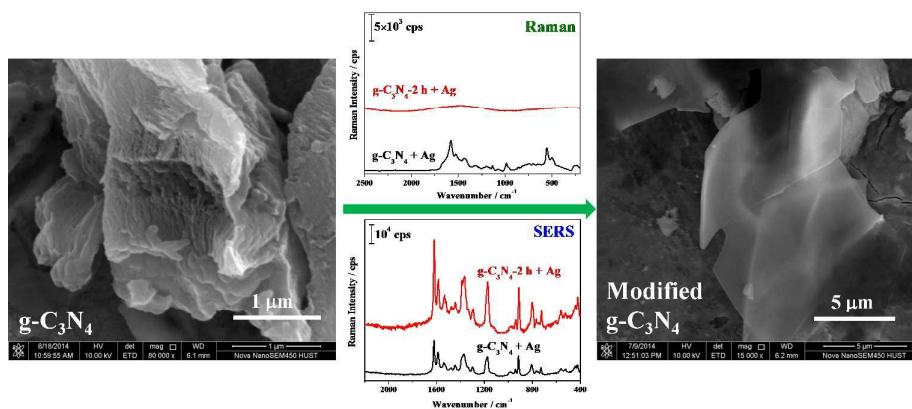 1 μm
g-C3N4
6/18/2014 HV det mag □ WD 1 μm
10:59:55 AM 10.00 kV ETD 80 000 x 6.1 mm Nova NanoSEM450 HUST
5×10³ cps
Raman
g-C3N4-2 h + Ag
g-C3N4 + Ag
Raman Intensity / cps
2500 2000 1500 1000 500
Wavenumber / cm⁻¹
10⁴ cps
SERS
g-C3N4-2 h + Ag
g-C3N4 + Ag
Raman Intensity / cps
2000 1600 1200 800 400
Wavenumber / cm⁻¹
Modified
g-C3N4
5 μm
7/9/2014 HV det mag □ WD 5 μm
12:51:03 PM 10.00 kV ETD 15 000 x 6.2 mm Nova NanoSEM450 HUST